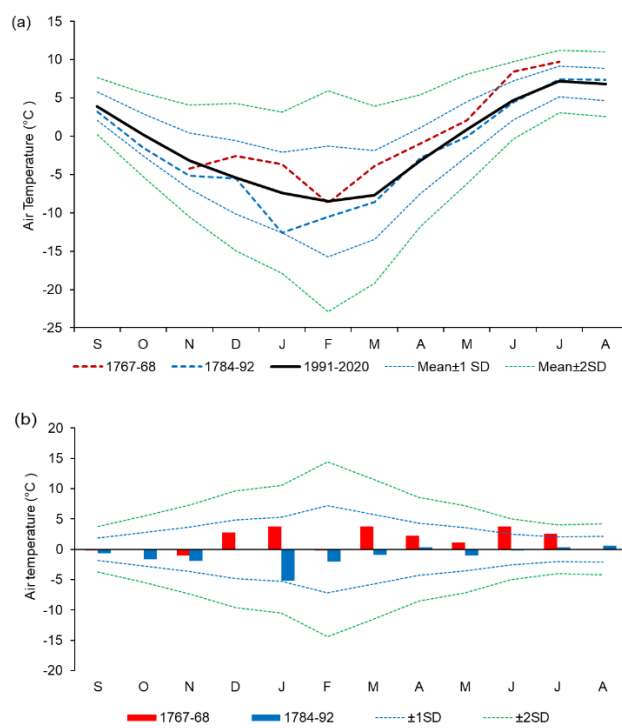 (a)
Air Temperature (°C)
15
10
5
0
-5
-10
-15
-20
-25
S O N D J F M A M J J A
1767-68 1784-92 1991-2020 Mean±1 SD Mean±2SD
(b)
Air temperature (°C)
20
15
10
5
0
-5
-10
-15
-20
S O N D J F M A M J J A
1767-68 1784-92 ±1SD ±2SD